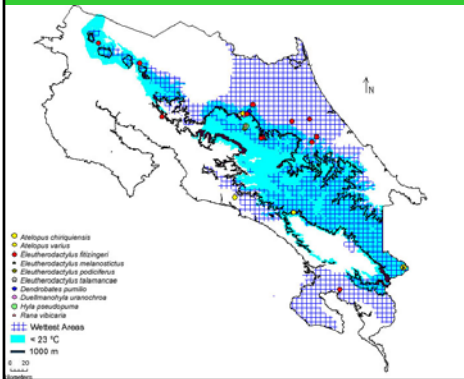 N
Atelopus chiriquiensis
Atelopus varius
Eleutherodactylus fitizingeri
Eleutherodactylus melanostictus
Eleutherodactylus podiciferus
Eleutherodactylus talamancae
Dendrobates pumilio
Duellmanohyla uranochroa
Hyla pseudopuma
Rana vibicaria
Wettest Areas
< 23 °C
1000 m
0 20